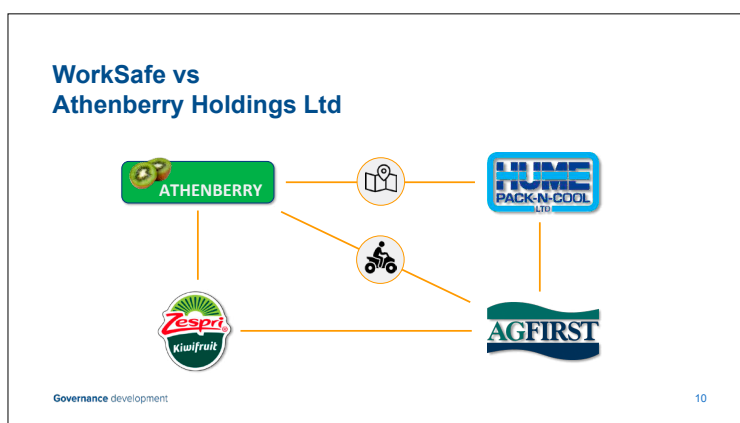 WorkSafe vs
Athenberry Holdings Ltd
ATHENBERRY
HUME
PACK-N-COOL
LTD
Zespri®
Kiwifruit
AGFIRST
Governance development
10